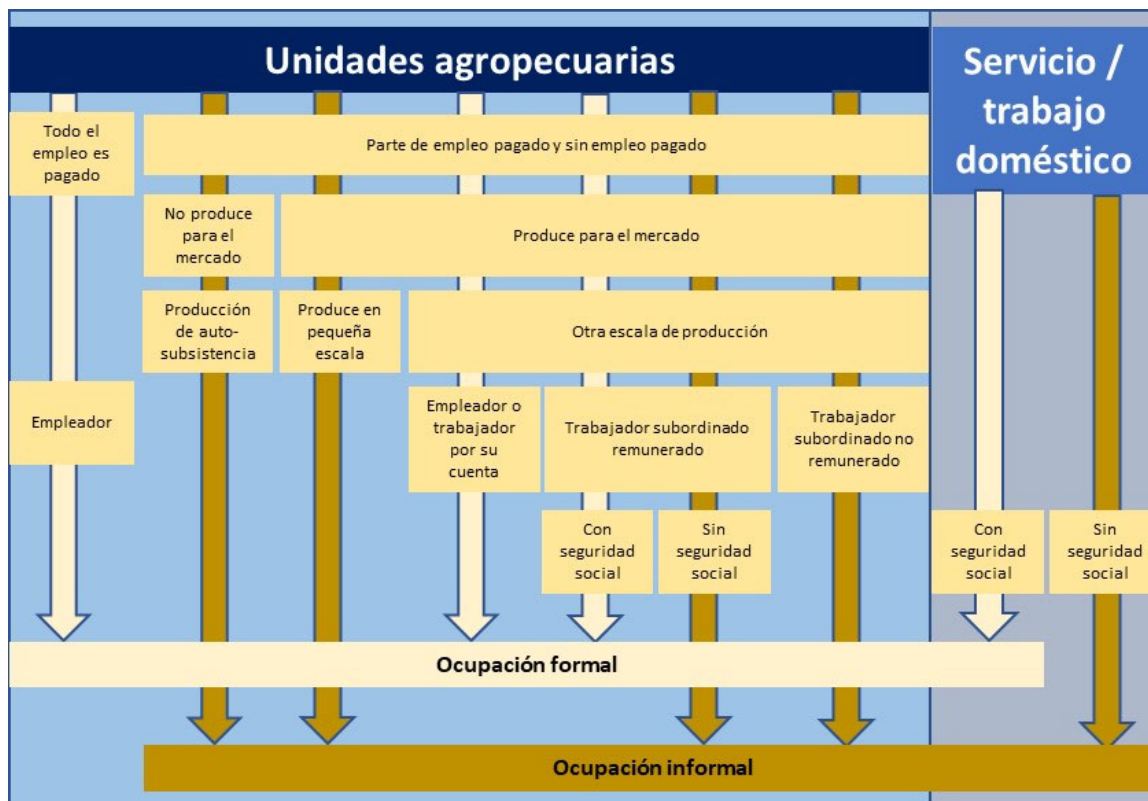 Unidades agropecuarias
Servicio /
trabajo
doméstico
Todo el
empleo es
pagado
Parte de empleo pagado y sin empleo pagado
No produce
para el
mercado
Produce para el mercado
Producción
de auto-
subsistencia
Produce en
pequeña
escala
Otra escala de producción
Empleador
Empleador o
trabajador
por su
cuenta
Trabajador subordinado
remunerado
Trabajador
subordinado no
remunerado
Con
seguridad
social
Sin
seguridad
social
Con
seguridad
social
Sin
seguridad
social
Ocupación formal
Ocupación informal